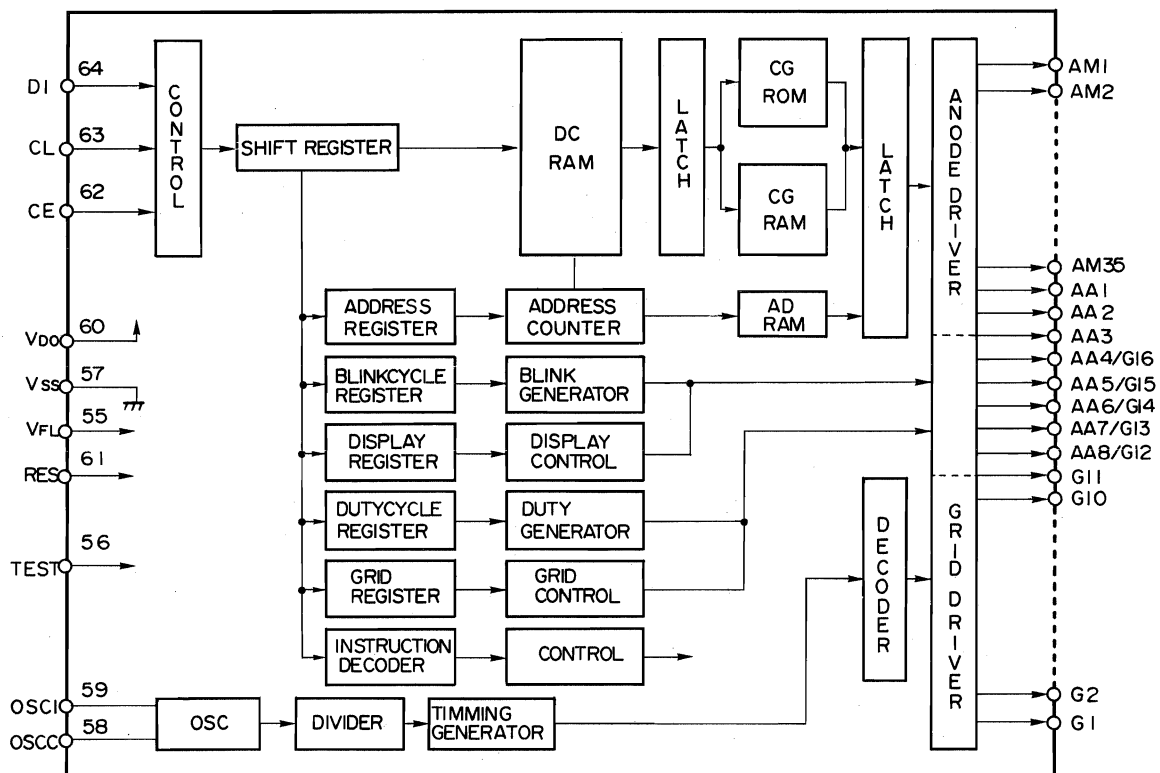 64
DI
63
CL
62
CE
60
VDD
57
VSS
55
VFL
61
RES
56
TEST
59
OSCI
58
OSCC
CONTROL
SHIFT REGISTER
DC
RAM
LATCH
CG
ROM
CG
RAM
LATCH
ANODE DRIVER
ADDRESS
REGISTER
ADDRESS
COUNTER
AD
RAM
BLINKCYCLE
REGISTER
BLINK
GENERATOR
DISPLAY
REGISTER
DISPLAY
CONTROL
DUTYCYCLE
REGISTER
DUTY
GENERATOR
GRID
REGISTER
GRID
CONTROL
INSTRUCTION
DECODER
CONTROL
OSC
DIVIDER
TIMMING
GENERATOR
DECODER
GRID DRIVER
AM1
AM2
AM35
AA1
AA2
AA3
AA4/G16
AA5/G15
AA6/G14
AA7/G13
AA8/G12
G11
G10
G2
G1